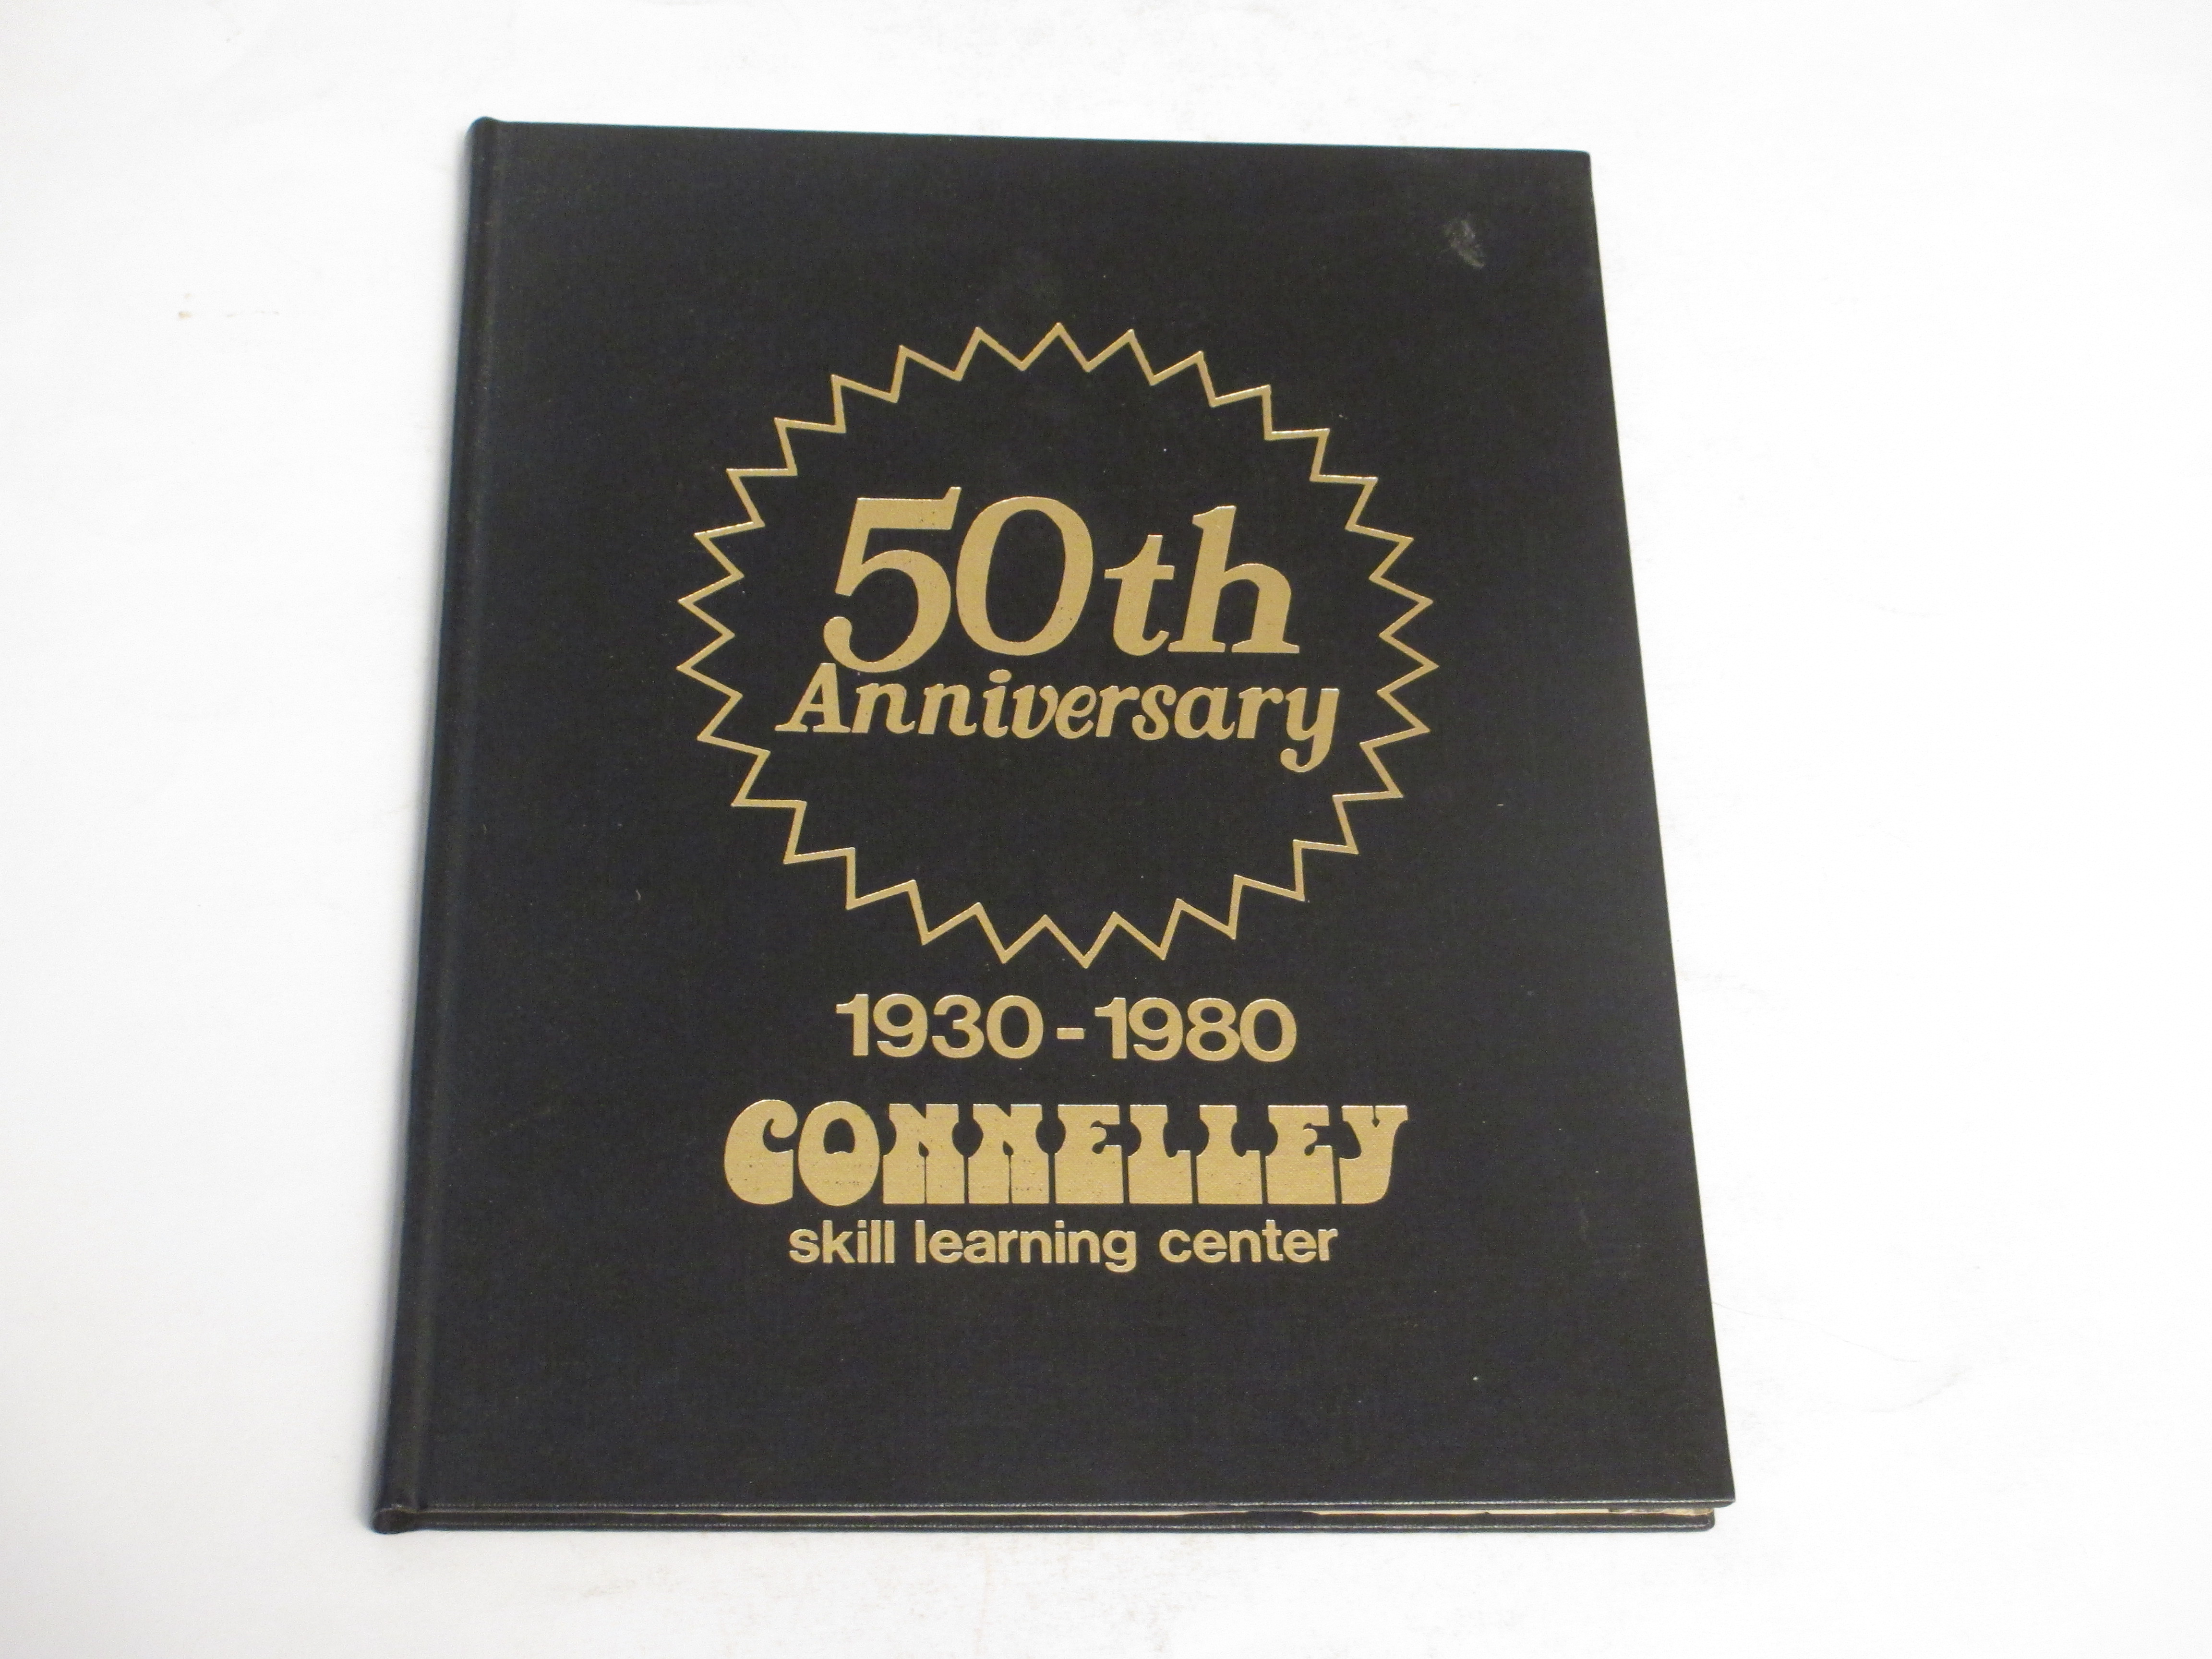 50th
Anniversary
1930-1980
CONNELLEY
skill learning center